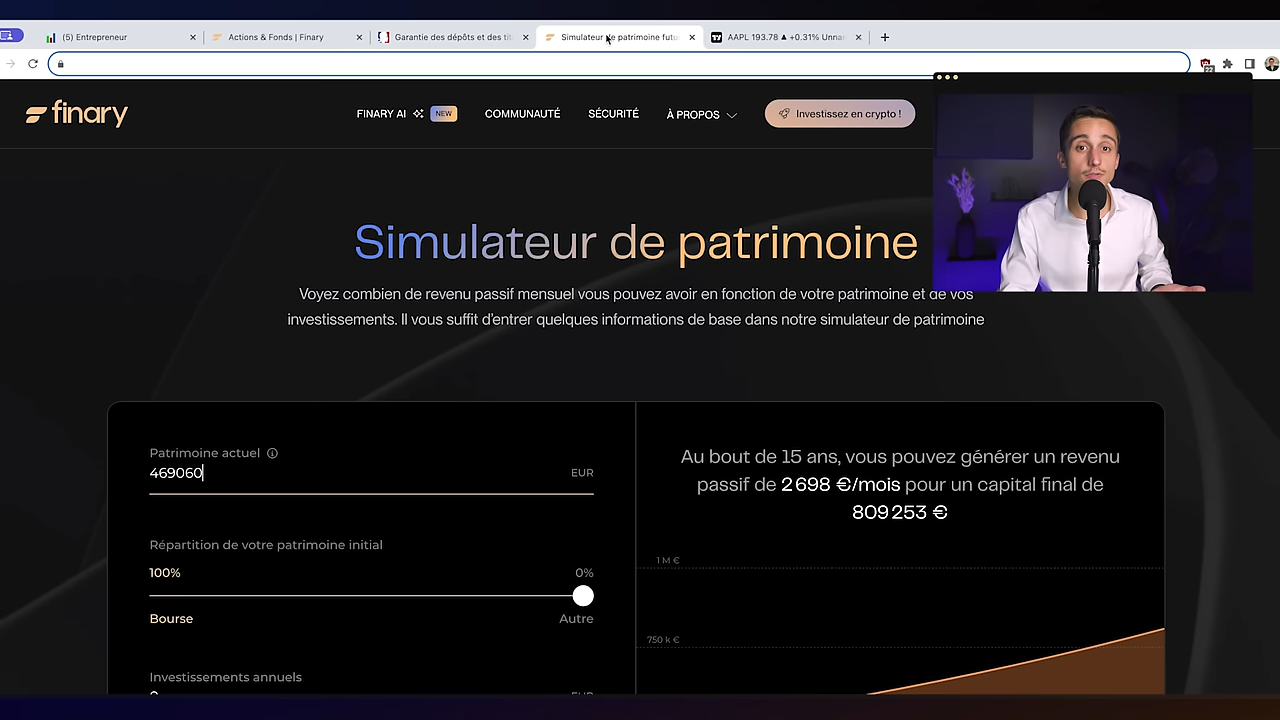 (5) Entrepreneur
Actions & Fonds | Finary
Garantie des dépôts et des tit
Simulateur de patrimoine futu
AAPL 193.78 ▲ +0.31% Unna
22
finary
FINARY AI NEW
COMMUNAUTÉ
SÉCURITÉ
À PROPOS
Investissez en crypto !
Simulateur de patrimoine
Voyez combien de revenu passif mensuel vous pouvez avoir en fonction de votre patrimoine et de vos
investissements. Il vous suffit d'entrer quelques informations de base dans notre simulateur de patrimoine
Patrimoine actuel
469060 EUR
Répartition de votre patrimoine initial
100% 0%
Bourse Autre
Investissements annuels
Au bout de 15 ans, vous pouvez générer un revenu
passif de 2 698 €/mois pour un capital final de
809 253 €
1 M €
750 k €